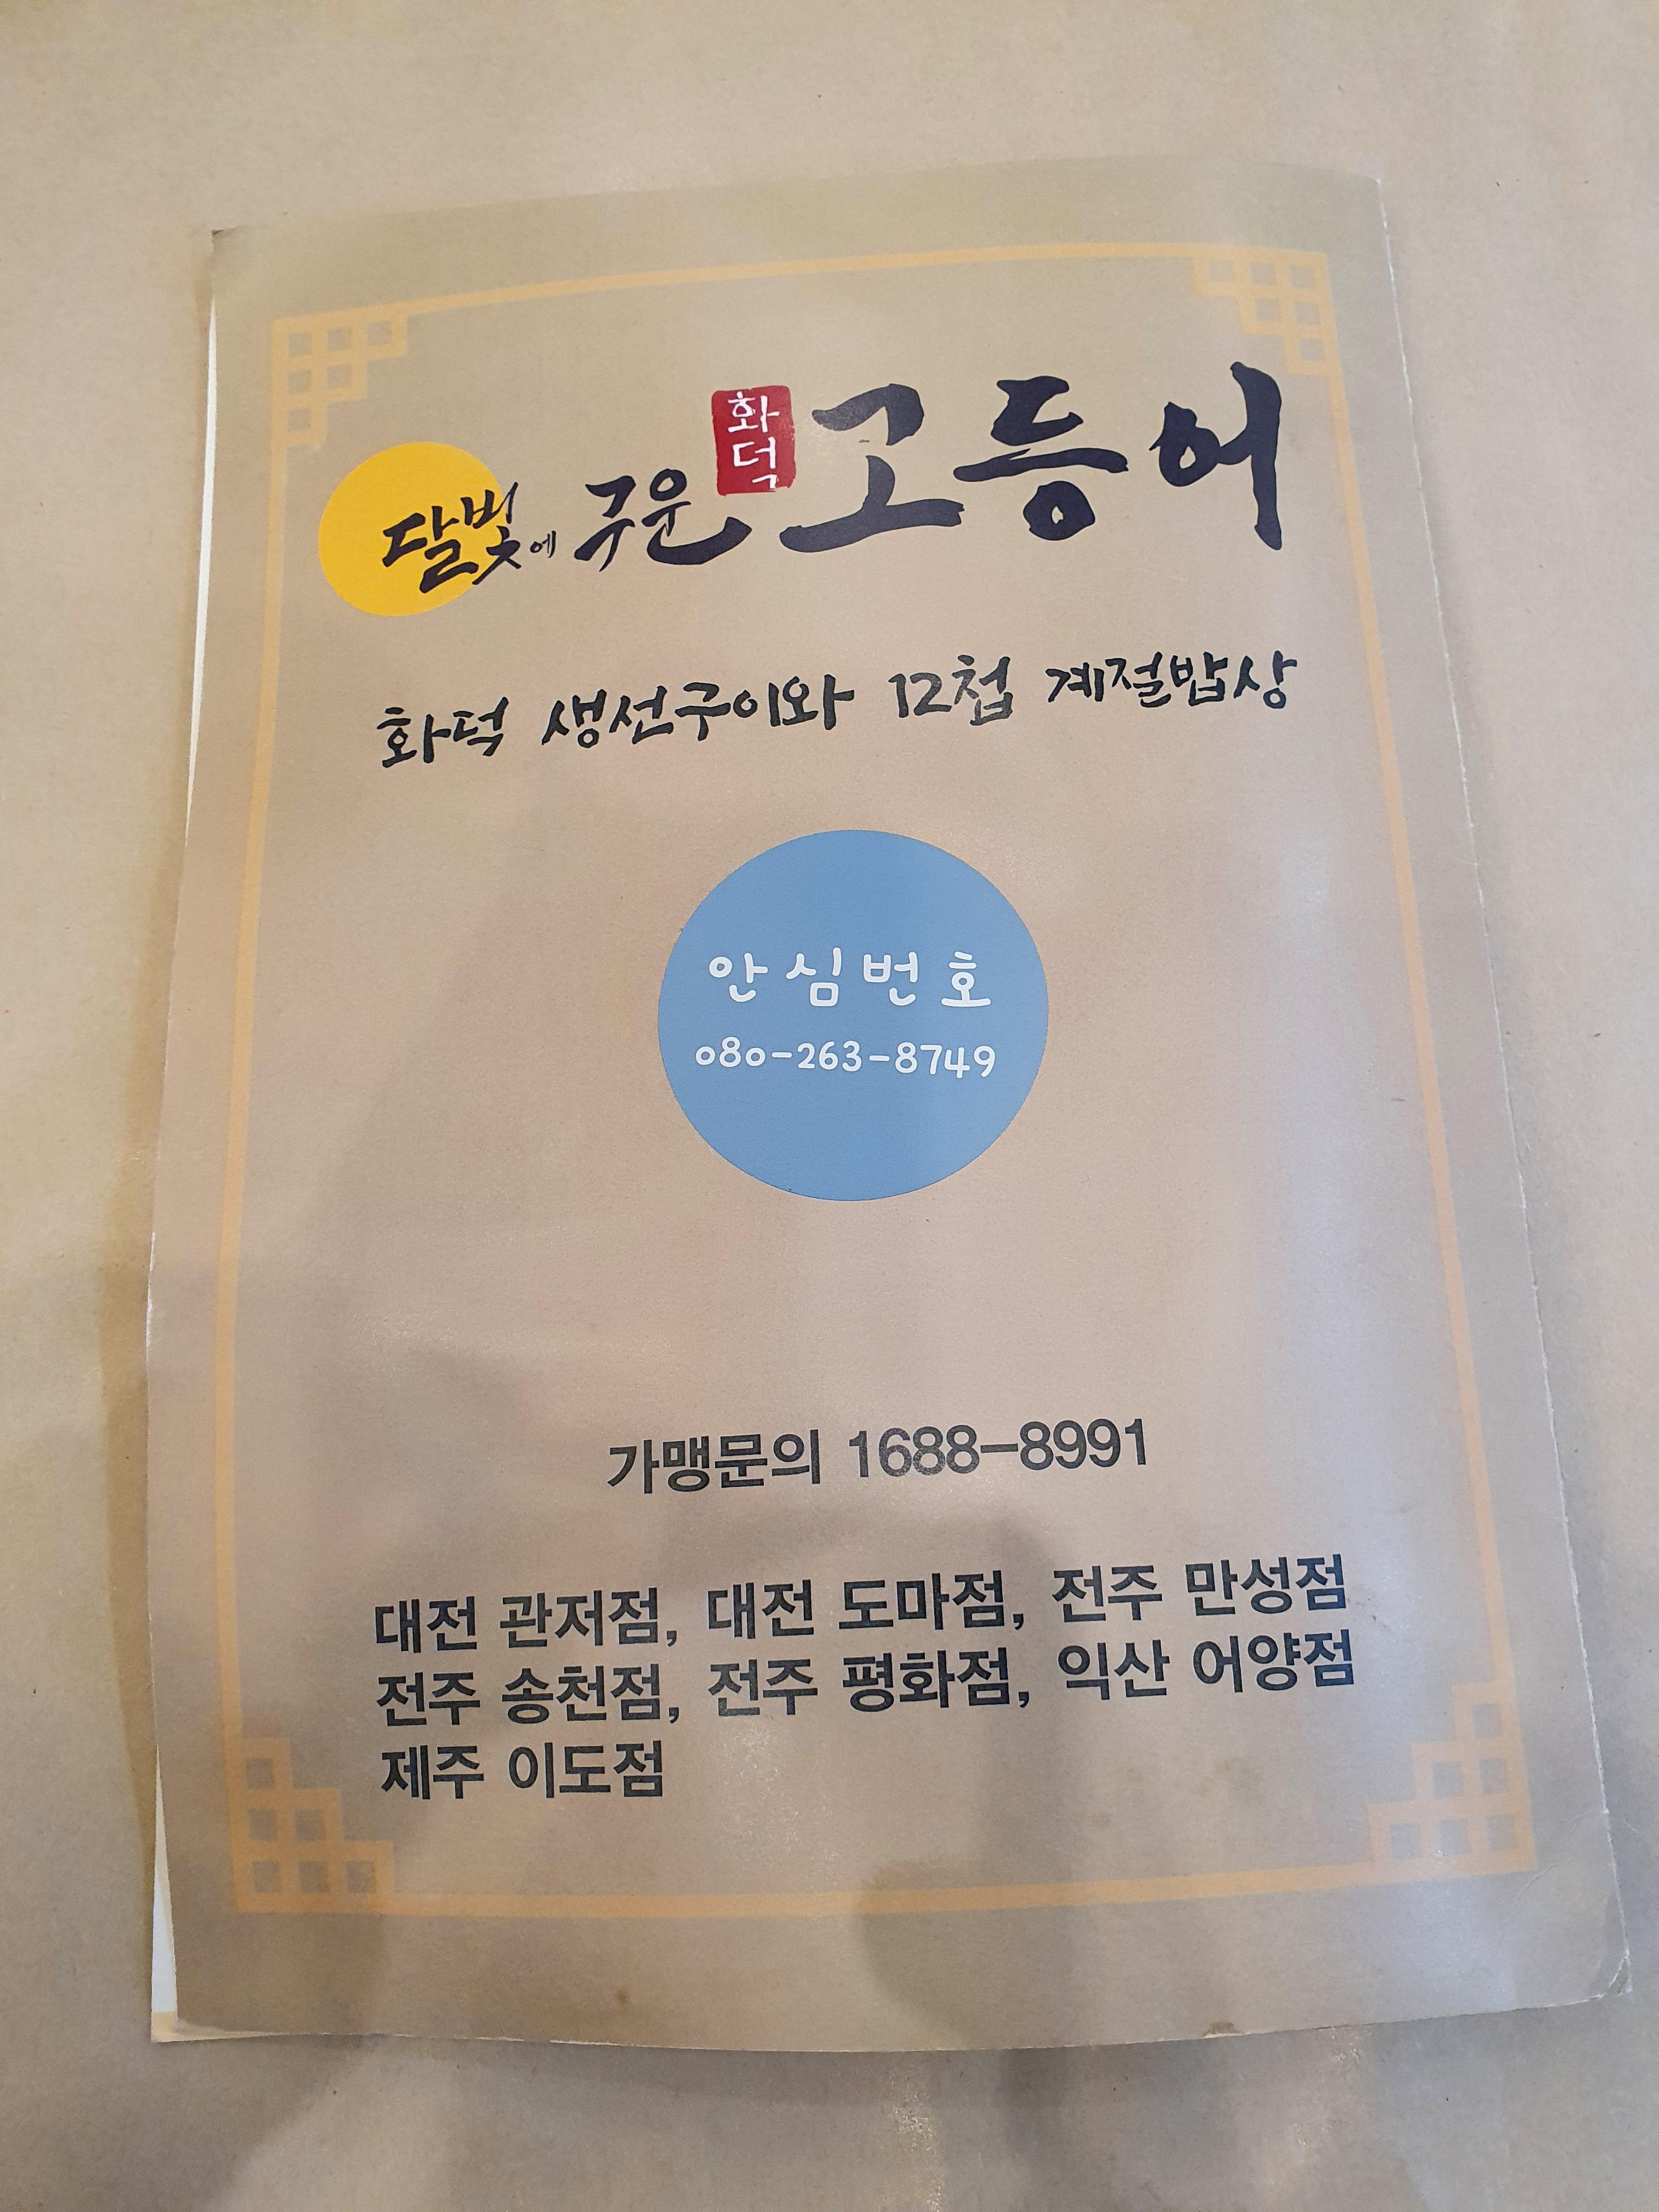 달빛에 구운 화덕 고등어
화덕 생선구이와 12첩 계절밥상
안심번호
080-263-8749
가맹문의 1688-8991
대전 관저점, 대전 도마점, 전주 만성점
전주 송천점, 전주 평화점, 익산 어양점
제주 이도점